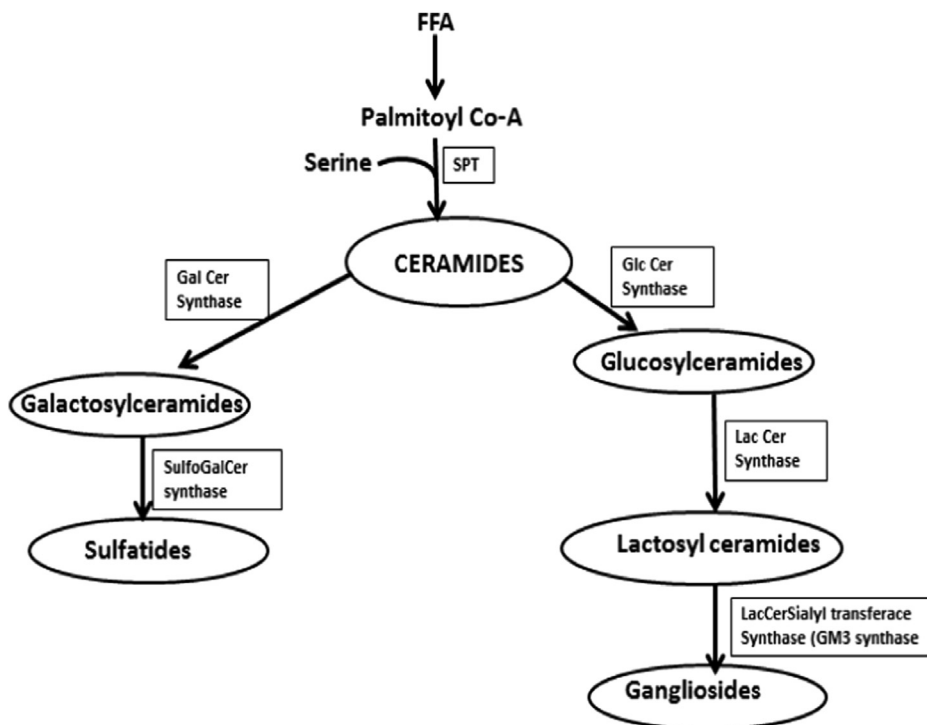 FFA
Palmitoyl Co-A
Serine
SPT
CERAMIDES
Gal Cer
Synthase
Glc Cer
Synthase
Glucosylceramides
Galactosylceramides
Lac Cer
Synthase
SulfoGalCer
synthase
Sulfatides
Lactosyl ceramides
LacCerSialyl transferace
Synthase (GM3 synthase
Gangliosides